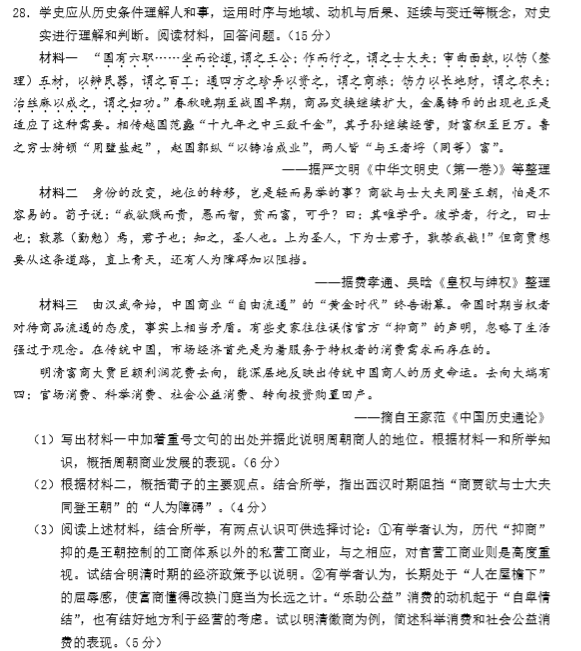 28. 学史应从历史条件理解人和事，运用时序与地域、动机与后果、延续与变迁等概念，对史
实进行理解和判断。阅读材料，回答问题。（15分）
材料一 “国有六职……坐而论道，谓之王公；作而行之，谓之士大夫；审曲面埶，以饬（整
理）五材，以辨民器，谓之百工；通四方之珍异以资之，谓之商旅；饬力以长地财，谓之农夫；
治丝麻以成之，谓之妇功。”春秋晚期至战国早期，商品交换继续扩大，金属铸币的出现也正是
适应了这种需要。相传越国范蠡“十九年之中三致千金”，其子孙继续经营，财富积至巨万。鲁
之穷士猗顿“用盬盐起”，赵国郭纵“以铸冶成业”，两人皆“与王者埒（同等）富”。
——据严文明《中华文明史（第一卷）》等整理
材料二 身份的改变，地位的转移，岂是轻而易举的事？商欲与士大夫同登王朝，怕是不
容易的。荀子说：“我欲贱而贵，愚而智，贫而富，可乎？曰：其唯学乎。彼学者，行之，曰士
也；敦慕（勤勉）焉，君子也；知之，圣人也。上为圣人，下为士君子，孰禁我哉！”但商贾想
要从这条道路，直上青天，还有人为障碍加以阻挡。
——据费孝通、吴晗《皇权与绅权》整理
材料三 由汉武帝始，中国商业“自由流通”的“黄金时代”终告谢幕。帝国时期当权者
对待商品流通的态度，事实上相当矛盾。有些史家往往误信官方“抑商”的声明，忽略了生活
强过于观念。在传统中国，市场经济首先是为着服务于特权者的消费需求而存在的。
明清富商大贾巨额利润花费去向，能深层地反映出传统中国商人的历史命运。去向大端有
四：官场消费、科举消费、社会公益消费、转向投资购置田产。
——摘自王家范《中国历史通论》
（1）写出材料一中加着重号文句的出处并据此说明周朝商人的地位。根据材料一和所学知
识，概括周朝商业发展的表现。（6分）
（2）根据材料二，概括荀子的主要观点。结合所学，指出西汉时期阻挡“商贾欲与士大夫
同登王朝”的“人为障碍”。（4分）
（3）阅读上述材料，结合所学，有两点认识可供选择讨论：①有学者认为，历代“抑商”
抑的是王朝控制的工商体系以外的私营工商业，与之相应，对官营工商业则是高度重
视。试结合明清时期的经济政策予以说明。②有学者认为，长期处于“人在屋檐下”
的屈辱感，使富商懂得改换门庭当为长远之计。“乐助公益”消费的动机起于“自卑情
结”，也有结好地方利于经营的考虑。试以明清徽商为例，简述科举消费和社会公益消
费的表现。（5分）